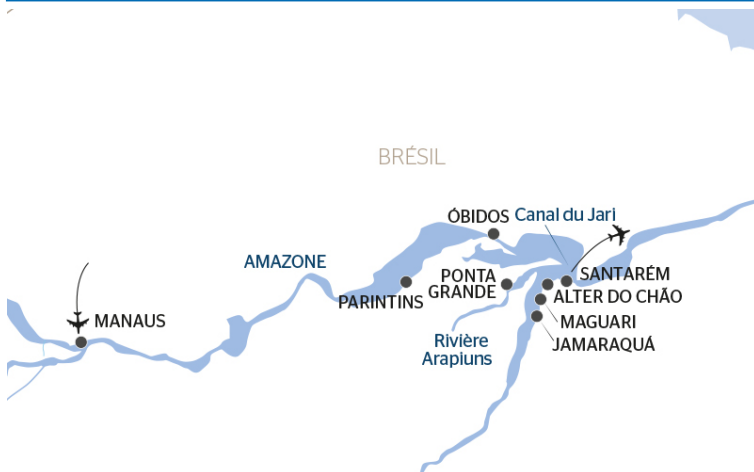 BRÉSIL
ÓBIDOS
Canal du Jari
AMAZONE
PONTA
GRANDE
SANTARÉM
PARINTINS
ALTER DO CHÃO
MANAUS
MAGUARI
Rivière
Arapiuns
JAMARAQUÁ